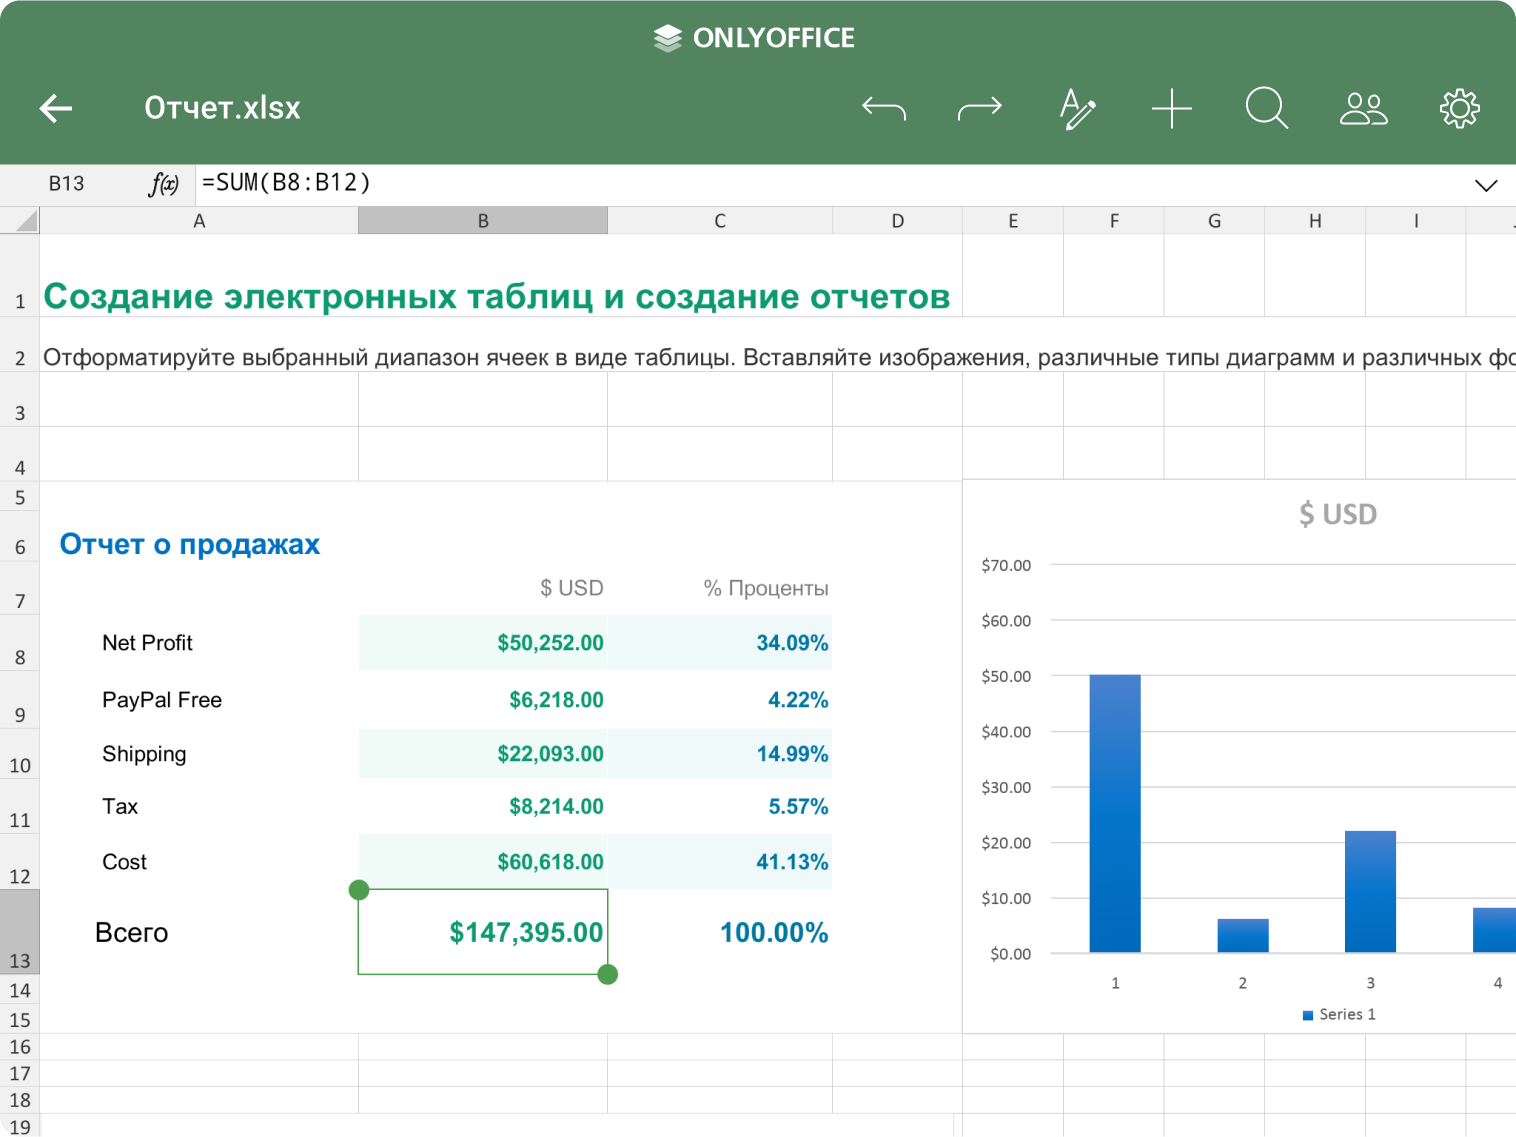 ONLYOFFICE
Отчет.xlsx
B13 f(x) =SUM(B8:B12)
A B C D E F G H I
1 Создание электронных таблиц и создание отчетов
2 Отформатируйте выбранный диапазон ячеек в виде таблицы. Вставляйте изображения, различные типы диаграмм и различных
3
4
5
6 Отчет о продажах
7 $ USD % Проценты
8 Net Profit $50,252.00 34.09%
9 PayPal Free $6,218.00 4.22%
10 Shipping $22,093.00 14.99%
11 Tax $8,214.00 5.57%
12 Cost $60,618.00 41.13%
13 Всего $147,395.00 100.00%
14
15
16
17
18
19
$ USD
$70.00
$60.00
$50.00
$40.00
$30.00
$20.00
$10.00
$0.00
1 2 3 4
Series 1